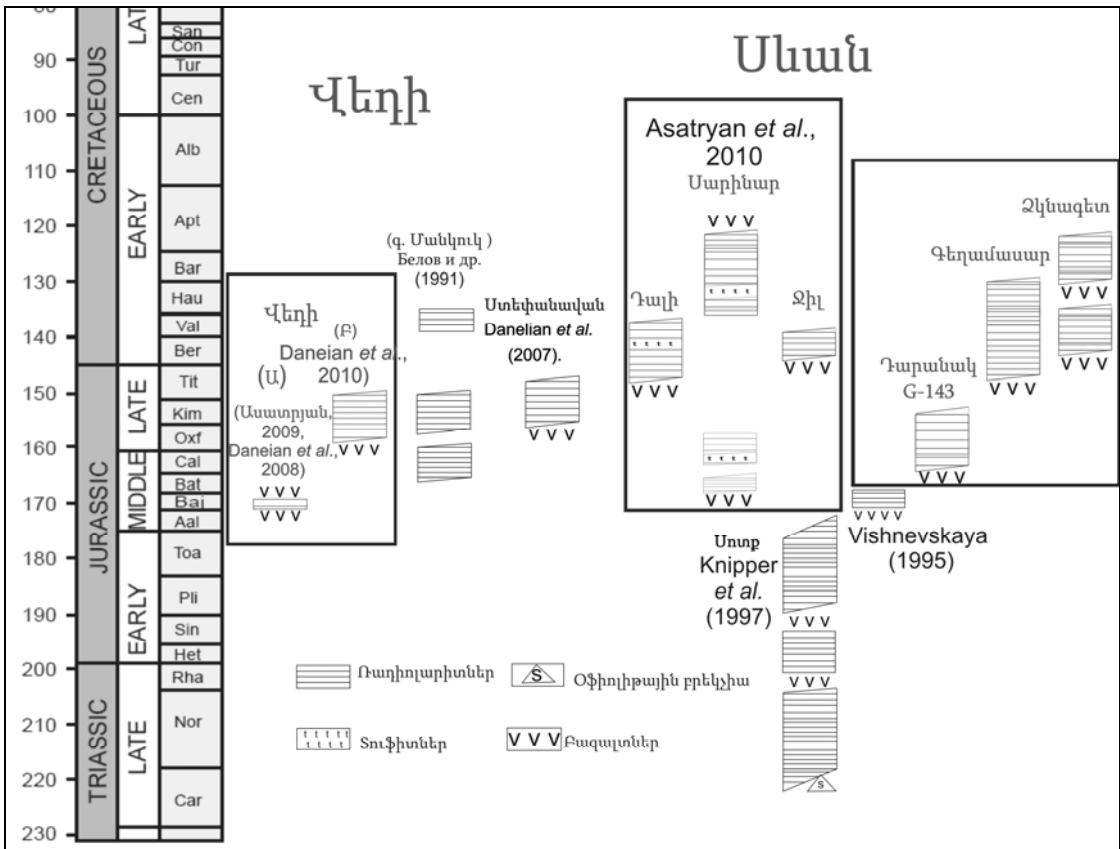 80
90
100
110
120
130
140
150
160
170
180
190
200
210
220
230
CRETACEOUS
JURASSIC
TRIASSIC
LATE
EARLY
LATE
MIDDLE
EARLY
LATE
San
Con
Tur
Cen
Alb
Apt
Bar
Hau
Val
Ber
Tit
Kim
Oxf
Cal
Bat
Baj
Aal
Toa
Pli
Sin
Het
Rha
Nor
Car
Վեդի
Վեդի
(Ա)
(Ասատրյան,
2009,
Daneian et al.,
2008)
v v v
v v v
(Բ)
Daneian et al.,
2010)
v v v
(գ. Մանկուկ )
Белов и др.
(1991)
Ստեփանավան
Danelian et al.
(2007).
v v v
Սևան
Asatryan et al.,
2010
Սարինար
v v v
t t t t
t t t t
v v v
Դալի
t t t t
v v v
Ջիլ
v v v
Ձկնագետ
v v v
v v v
Գեղամասար
v v v
Դարանակ
G-143
v v v
v v v v
Vishnevskaya
(1995)
Սոտք
Knipper
et al.
(1997)
v v v
v v v
s
Ռադիոլարիտներ
S
Օֆիոլիթային բրեկչիա
t t t t t
t t t t
Տուֆիտներ
V V V
Բազալտներ